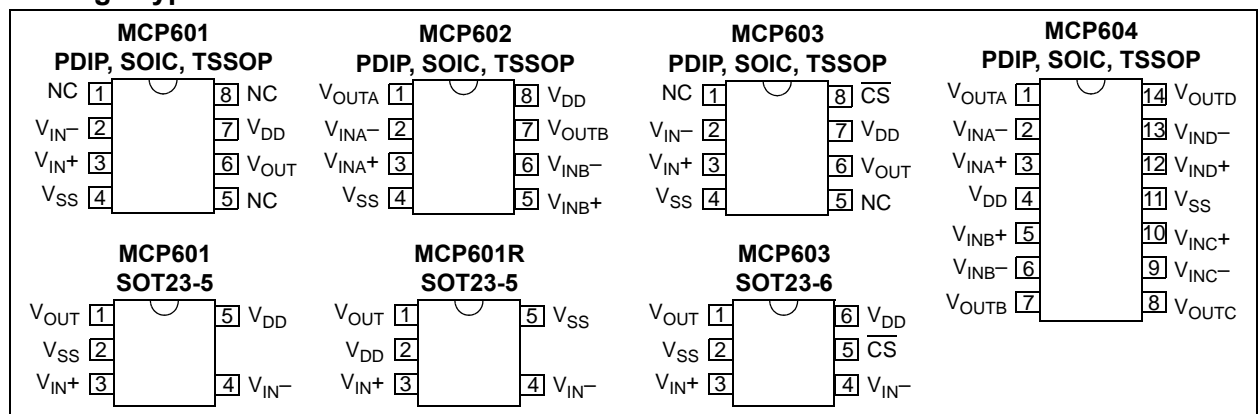 MCP601
PDIP, SOIC, TSSOP
NC 1 8 NC
VIN– 2 7 VDD
VIN+ 3 6 VOUT
VSS 4 5 NC
MCP602
PDIP, SOIC, TSSOP
VOUTA 1 8 VDD
VINA– 2 7 VOUTB
VINA+ 3 6 VINB–
VSS 4 5 VINB+
MCP603
PDIP, SOIC, TSSOP
NC 1 8 CS
VIN– 2 7 VDD
VIN+ 3 6 VOUT
VSS 4 5 NC
MCP604
PDIP, SOIC, TSSOP
VOUTA 1 14 VOUTD
VINA– 2 13 VIND–
VINA+ 3 12 VIND+
VDD 4 11 VSS
VINB+ 5 10 VINC+
VINB– 6 9 VINC–
VOUTB 7 8 VOUTC
MCP601
SOT23-5
VOUT 1 5 VDD
VSS 2
VIN+ 3 4 VIN–
MCP601R
SOT23-5
VOUT 1 5 VSS
VDD 2
VIN+ 3 4 VIN–
MCP603
SOT23-6
VOUT 1 6 VDD
VSS 2 5 CS
VIN+ 3 4 VIN–